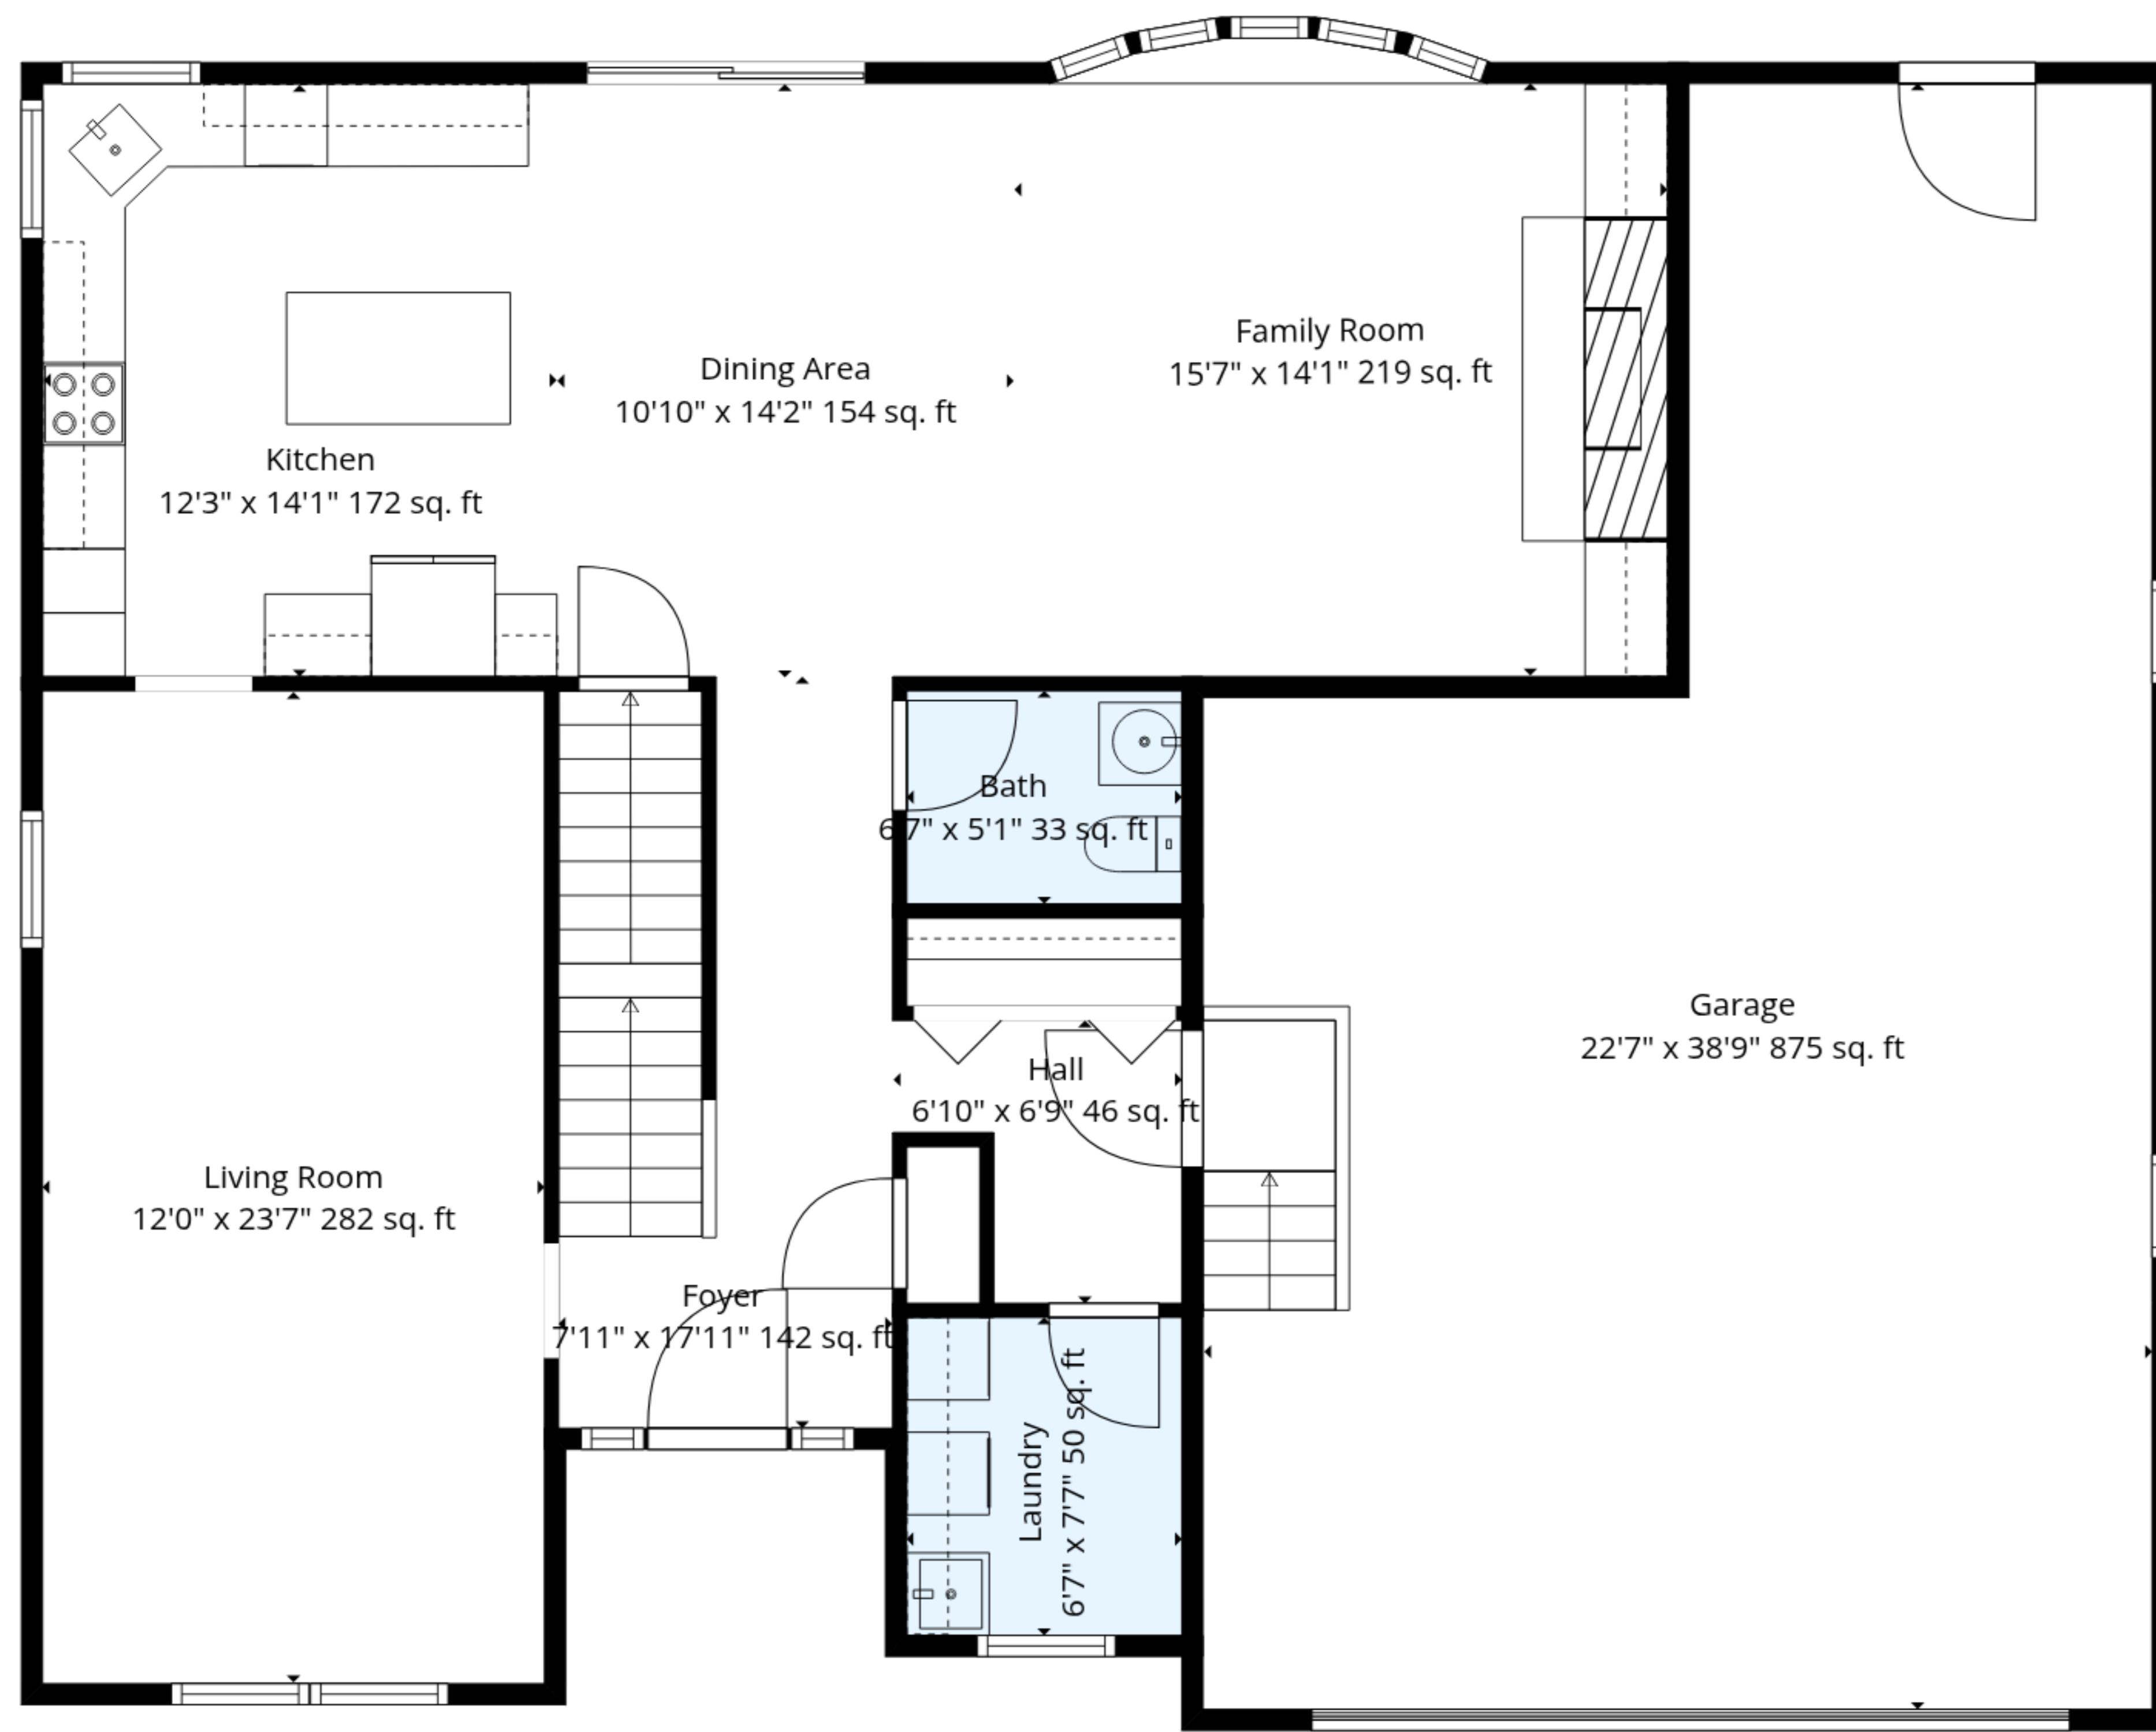 Family Room
15'7" x 14'1" 219 sq. ft
Dining Area
10'10" x 14'2" 154 sq. ft
Kitchen
12'3" x 14'1" 172 sq. ft
Bath
6'7" x 5'1" 33 sq. ft
Garage
22'7" x 38'9" 875 sq. ft
Hall
6'10" x 6'9" 46 sq. ft
Living Room
12'0" x 23'7" 282 sq. ft
Foyer
7'11" x 17'11" 142 sq. ft
Laundry
6'7" x 7'7" 50 sq. ft